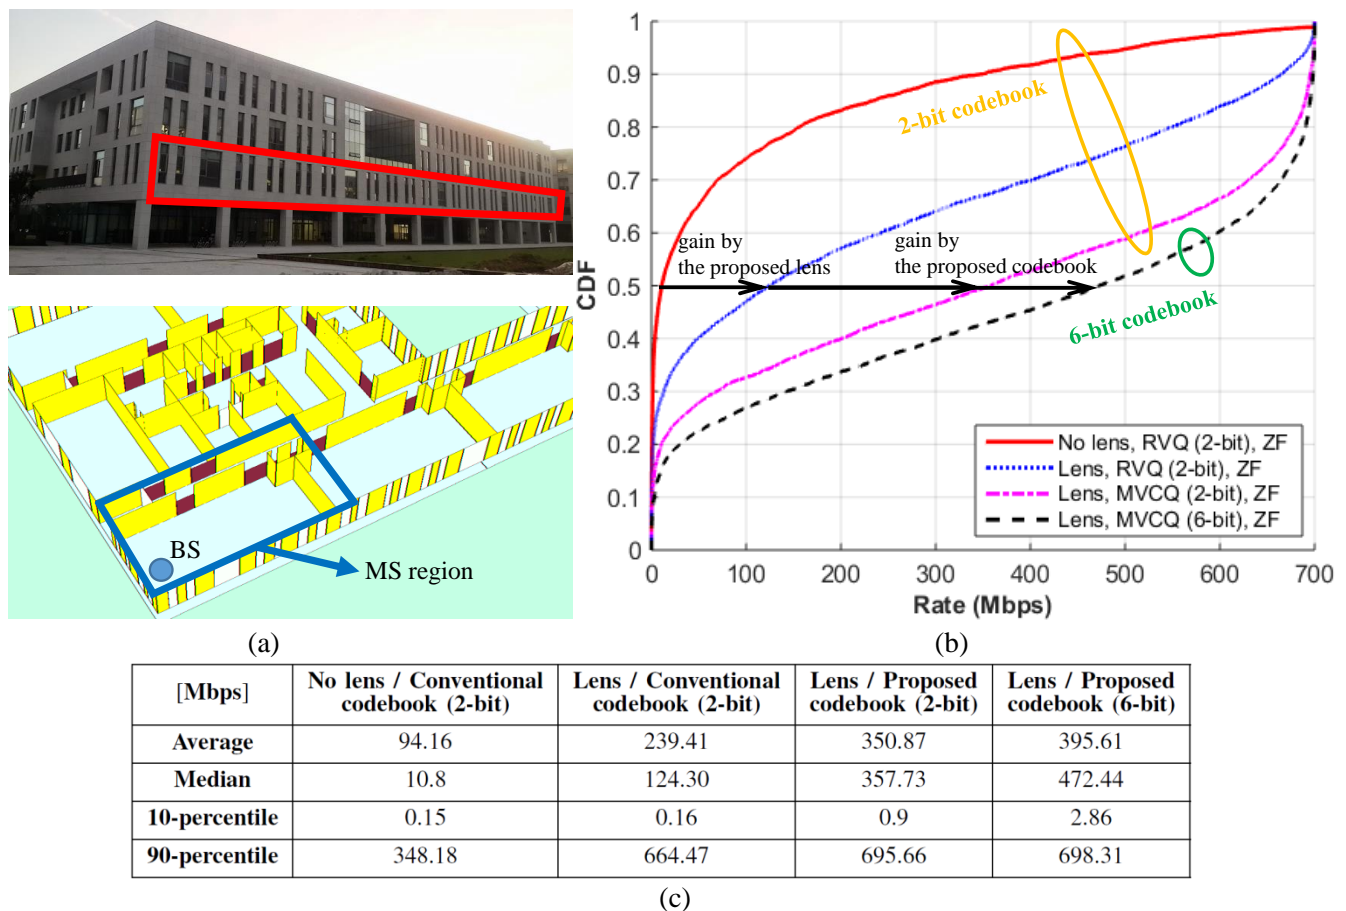 BS
MS region
(a)
1
0.9
0.8
0.7
0.6
0.5
0.4
0.3
0.2
0.1
0
CDF
2-bit codebook
gain by
the proposed lens
gain by
the proposed codebook
6-bit codebook
No lens, RVQ (2-bit), ZF
Lens, RVQ (2-bit), ZF
Lens, MVCQ (2-bit), ZF
Lens, MVCQ (6-bit), ZF
0 100 200 300 400 500 600 700
Rate (Mbps)
(b)
[Mbps] No lens / Conventional codebook (2-bit) Lens / Conventional codebook (2-bit) Lens / Proposed codebook (2-bit) Lens / Proposed codebook (6-bit)
Average 94.16 239.41 350.87 395.61
Median 10.8 124.30 357.73 472.44
10-percentile 0.15 0.16 0.9 2.86
90-percentile 348.18 664.47 695.66 698.31
(c)